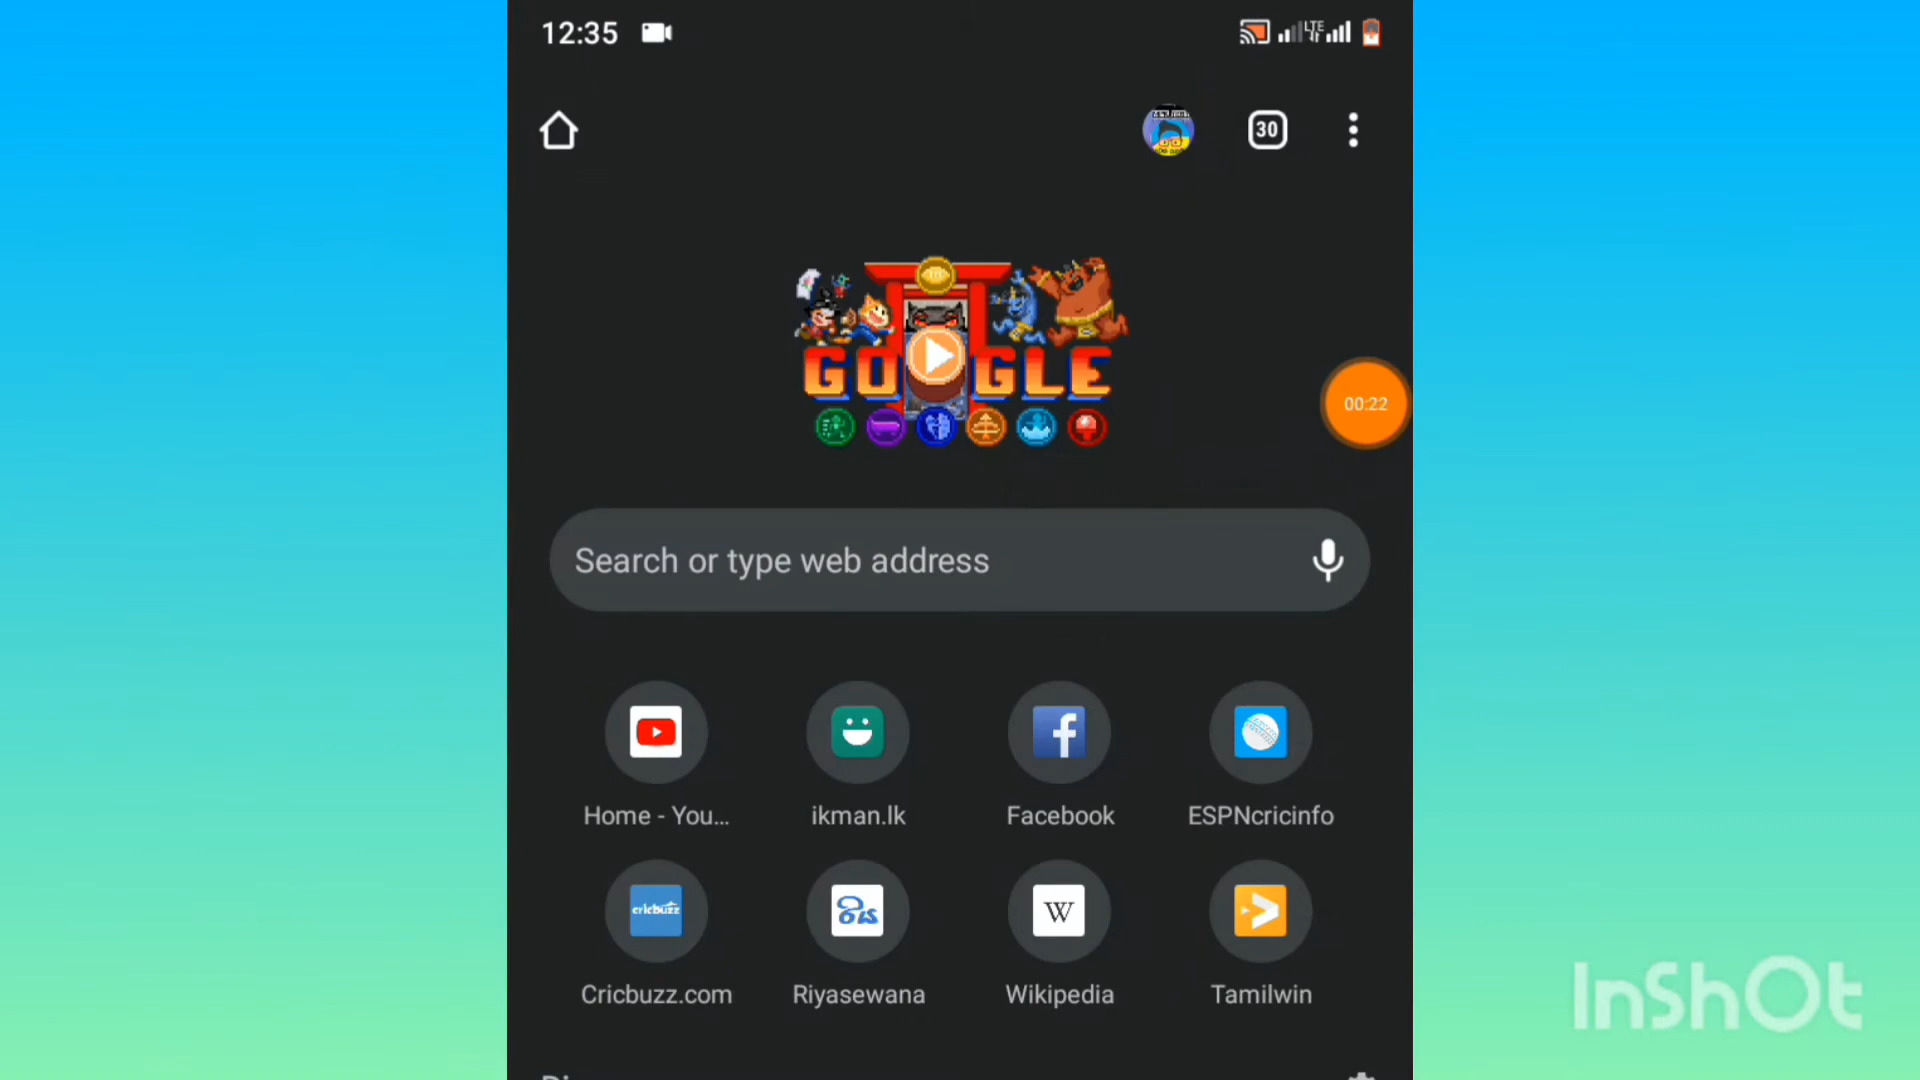 12:35
LTE
30
GOOGLE
00:22
Search or type web address
Home - You...
ikman.lk
Facebook
ESPNcricinfo
cricbuzz
W
Cricbuzz.com
Riyasewana
Wikipedia
Tamilwin
InShOt